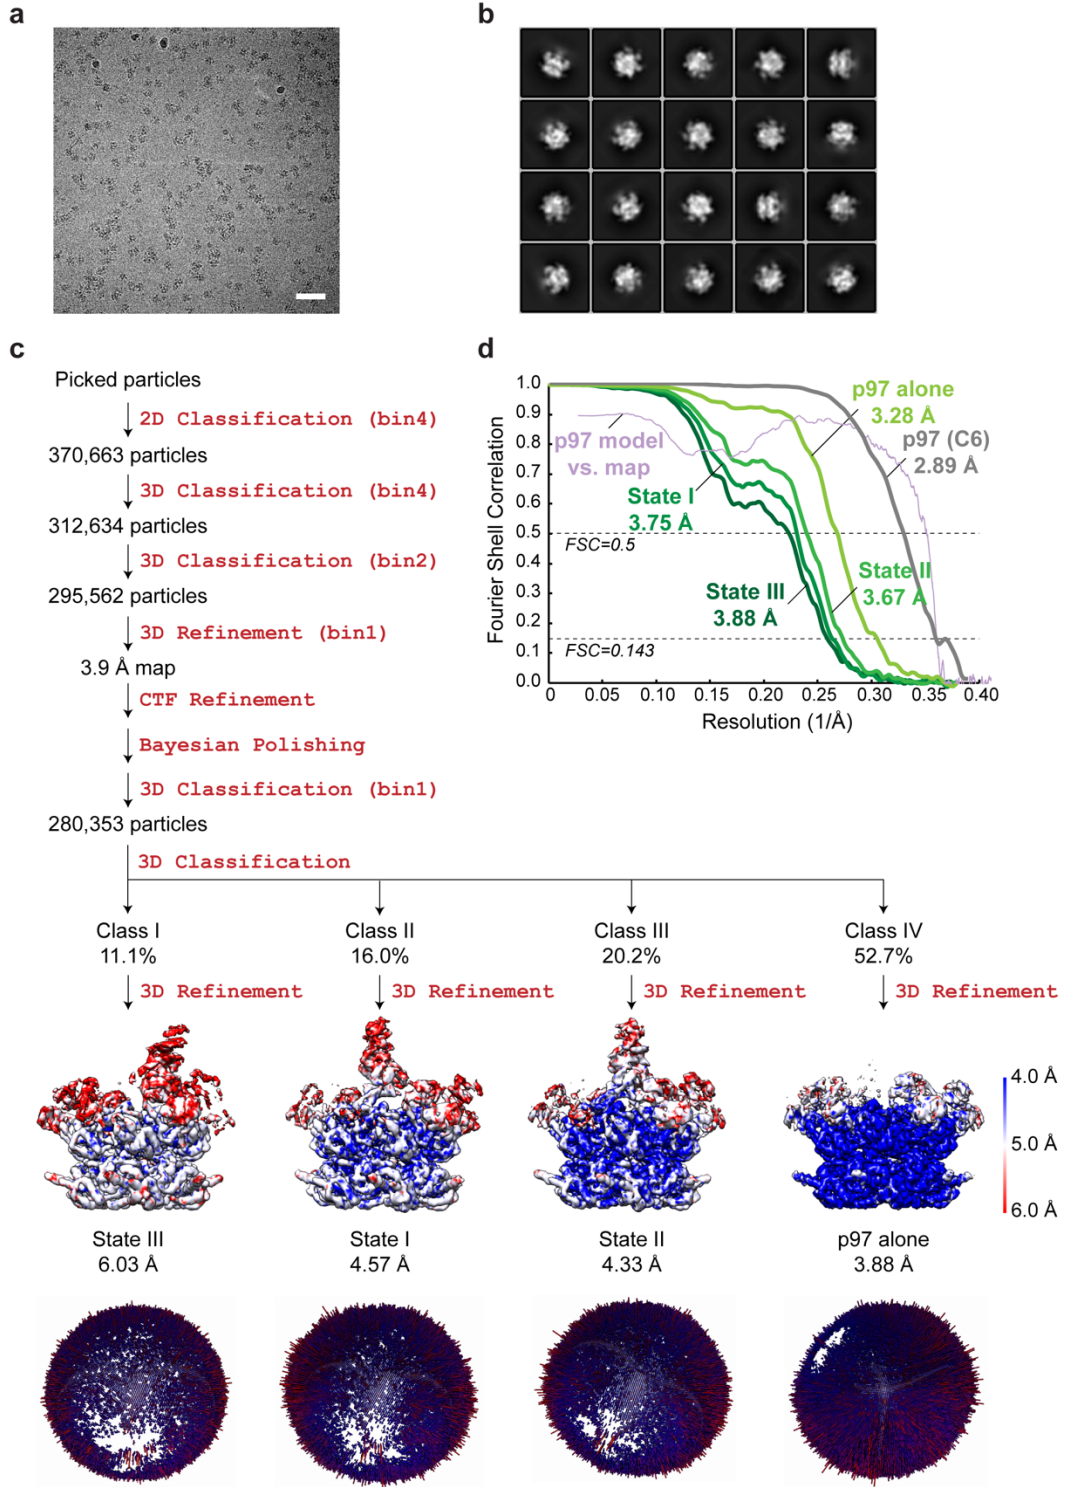 a
b
c
Picked particles
2D Classification (bin4)
370,663 particles
3D Classification (bin4)
312,634 particles
3D Classification (bin2)
295,562 particles
3D Refinement (bin1)
3.9 Å map
CTF Refinement
Bayesian Polishing
3D Classification (bin1)
280,353 particles
3D Classification
d
Fourier Shell Correlation
1.0
0.9
0.8
0.7
0.6
0.5
0.4
0.3
0.2
0.1
0.0
p97 alone
3.28 Å
p97 (C6)
2.89 Å
p97 model
vs. map
State I
3.75 Å
FSC=0.5
State II
3.67 Å
State III
3.88 Å
FSC=0.143
0 0.05 0.10 0.15 0.20 0.25 0.30 0.35 0.40
Resolution (1/Å)
Class I
11.1%
Class II
16.0%
Class III
20.2%
Class IV
52.7%
3D Refinement
3D Refinement
3D Refinement
3D Refinement
4.0 Å
5.0 Å
6.0 Å
State III
6.03 Å
State I
4.57 Å
State II
4.33 Å
p97 alone
3.88 Å